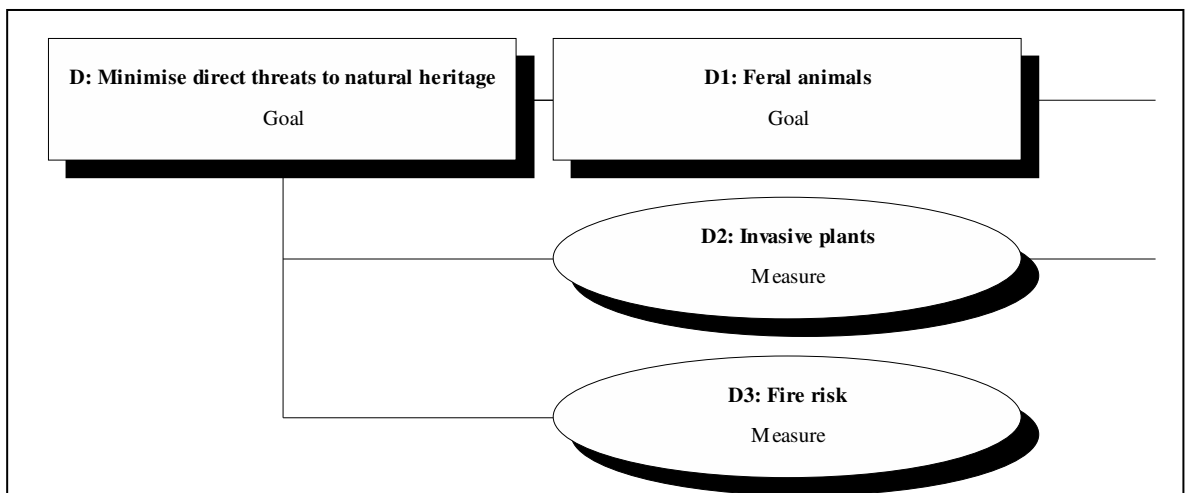 D: Minimise direct threats to natural heritage
Goal
D1: Feral animals
Goal
D2: Invasive plants
Measure
D3: Fire risk
Measure